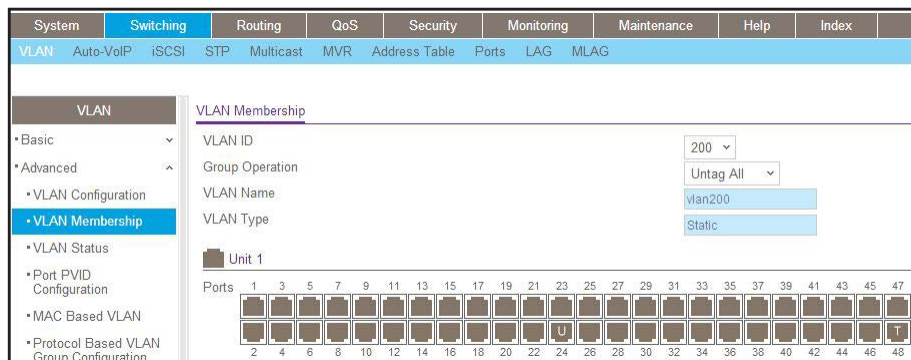 System Switching Routing QoS Security Monitoring Maintenance Help Index
VLAN Auto-VoIP iSCSI STP Multicast MVR Address Table Ports LAG MLAG
VLAN
Basic
Advanced
VLAN Configuration
VLAN Membership
VLAN Status
Port PVID
Configuration
MAC Based VLAN
Protocol Based VLAN
Group Configuration
VLAN Membership
VLAN ID 200
Group Operation Untag All
VLAN Name vlan200
VLAN Type Static
Unit 1
Ports 1 3 5 7 9 11 13 15 17 19 21 23 25 27 29 31 33 35 37 39 41 43 45 47
U T
2 4 6 8 10 12 14 16 18 20 22 24 26 28 30 32 34 36 38 40 42 44 46 48